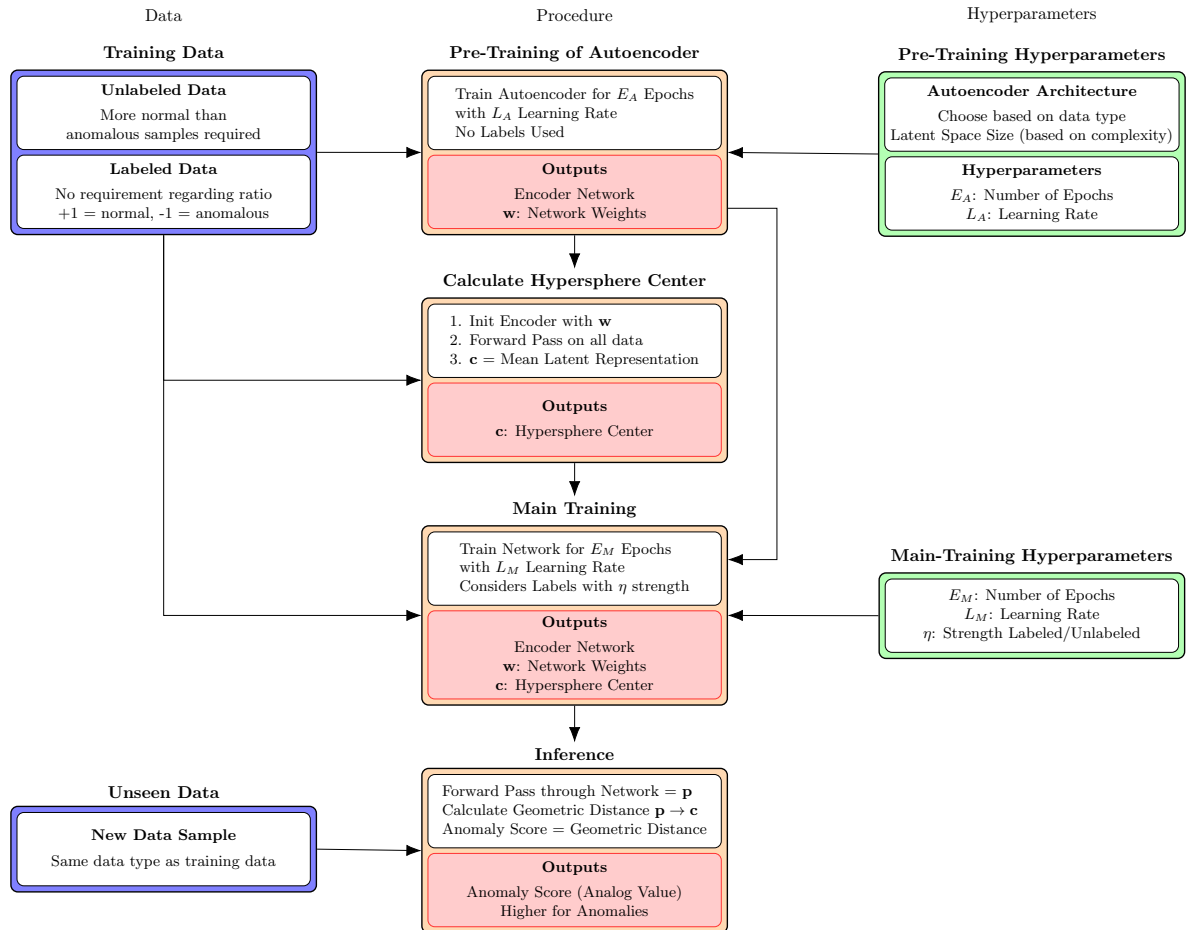 Data
Procedure
Hyperparameters
Training Data
Unlabeled Data
More normal than
anomalous samples required
Labeled Data
No requirement regarding ratio
+1 = normal, -1 = anomalous
Pre-Training of Autoencoder
Train Autoencoder for E_A Epochs
with L_A Learning Rate
No Labels Used
Outputs
Encoder Network
w: Network Weights
Pre-Training Hyperparameters
Autoencoder Architecture
Choose based on data type
Latent Space Size (based on complexity)
Hyperparameters
E_A: Number of Epochs
L_A: Learning Rate
Calculate Hypersphere Center
1. Init Encoder with w
2. Forward Pass on all data
3. c = Mean Latent Representation
Outputs
c: Hypersphere Center
Main Training
Train Network for E_M Epochs
with L_M Learning Rate
Considers Labels with η strength
Outputs
Encoder Network
w: Network Weights
c: Hypersphere Center
Main-Training Hyperparameters
E_M: Number of Epochs
L_M: Learning Rate
η: Strength Labeled/Unlabeled
Unseen Data
New Data Sample
Same data type as training data
Inference
Forward Pass through Network = p
Calculate Geometric Distance p → c
Anomaly Score = Geometric Distance
Outputs
Anomaly Score (Analog Value)
Higher for Anomalies